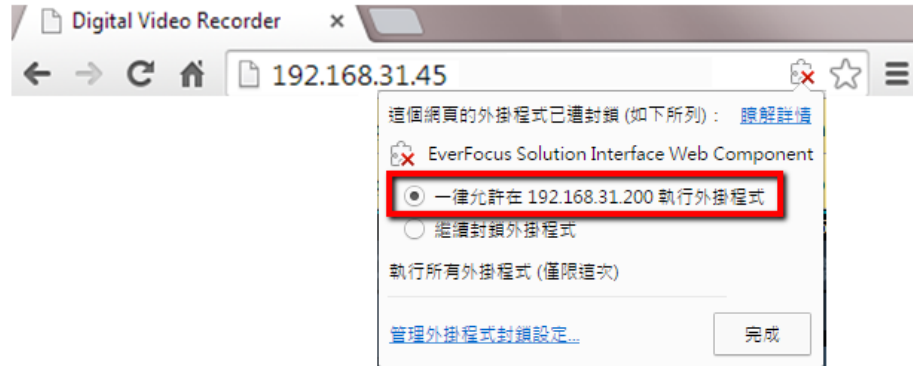 Digital Video Recorder
192.168.31.45
這個網頁的外掛程式已遭封鎖 (如下所列)： 瞭解詳情
EverFocus Solution Interface Web Component
一律允許在 192.168.31.200 執行外掛程式
繼續封鎖外掛程式
執行所有外掛程式 (僅限這次)
管理外掛程式封鎖設定... 完成